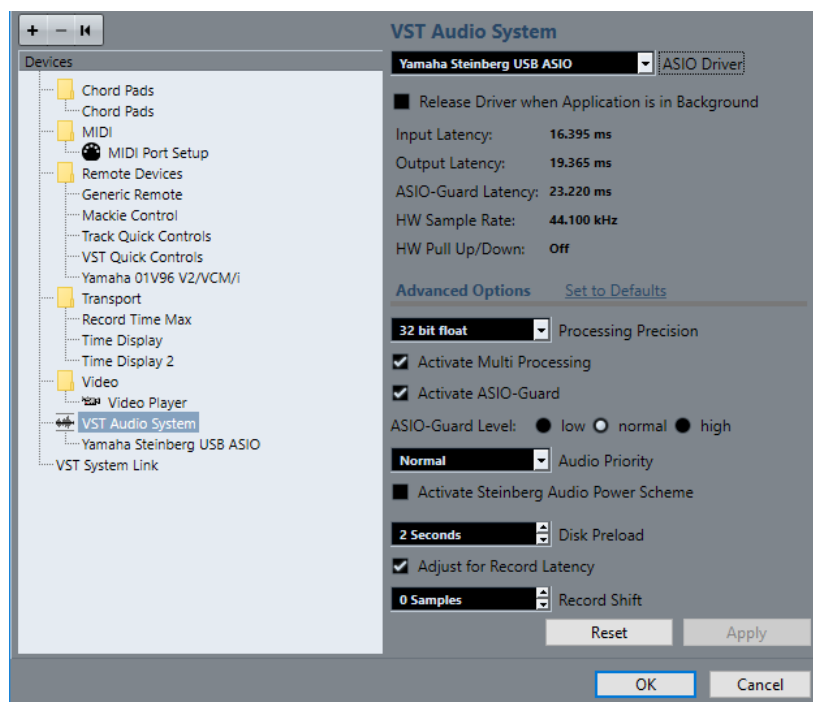 Devices
Chord Pads
Chord Pads
MIDI
MIDI Port Setup
Remote Devices
Generic Remote
Mackie Control
Track Quick Controls
VST Quick Controls
Yamaha 01V96 V2/VCM/i
Transport
Record Time Max
Time Display
Time Display 2
Video
Video Player
VST Audio System
Yamaha Steinberg USB ASIO
VST System Link
VST Audio System
Yamaha Steinberg USB ASIO ASIO Driver
Release Driver when Application is in Background
Input Latency: 16.395 ms
Output Latency: 19.365 ms
ASIO-Guard Latency: 23.220 ms
HW Sample Rate: 44.100 kHz
HW Pull Up/Down: Off
Advanced Options Set to Defaults
32 bit float Processing Precision
Activate Multi Processing
Activate ASIO-Guard
ASIO-Guard Level: low normal high
Normal Audio Priority
Activate Steinberg Audio Power Scheme
2 Seconds Disk Preload
Adjust for Record Latency
0 Samples Record Shift
Reset Apply
OK Cancel